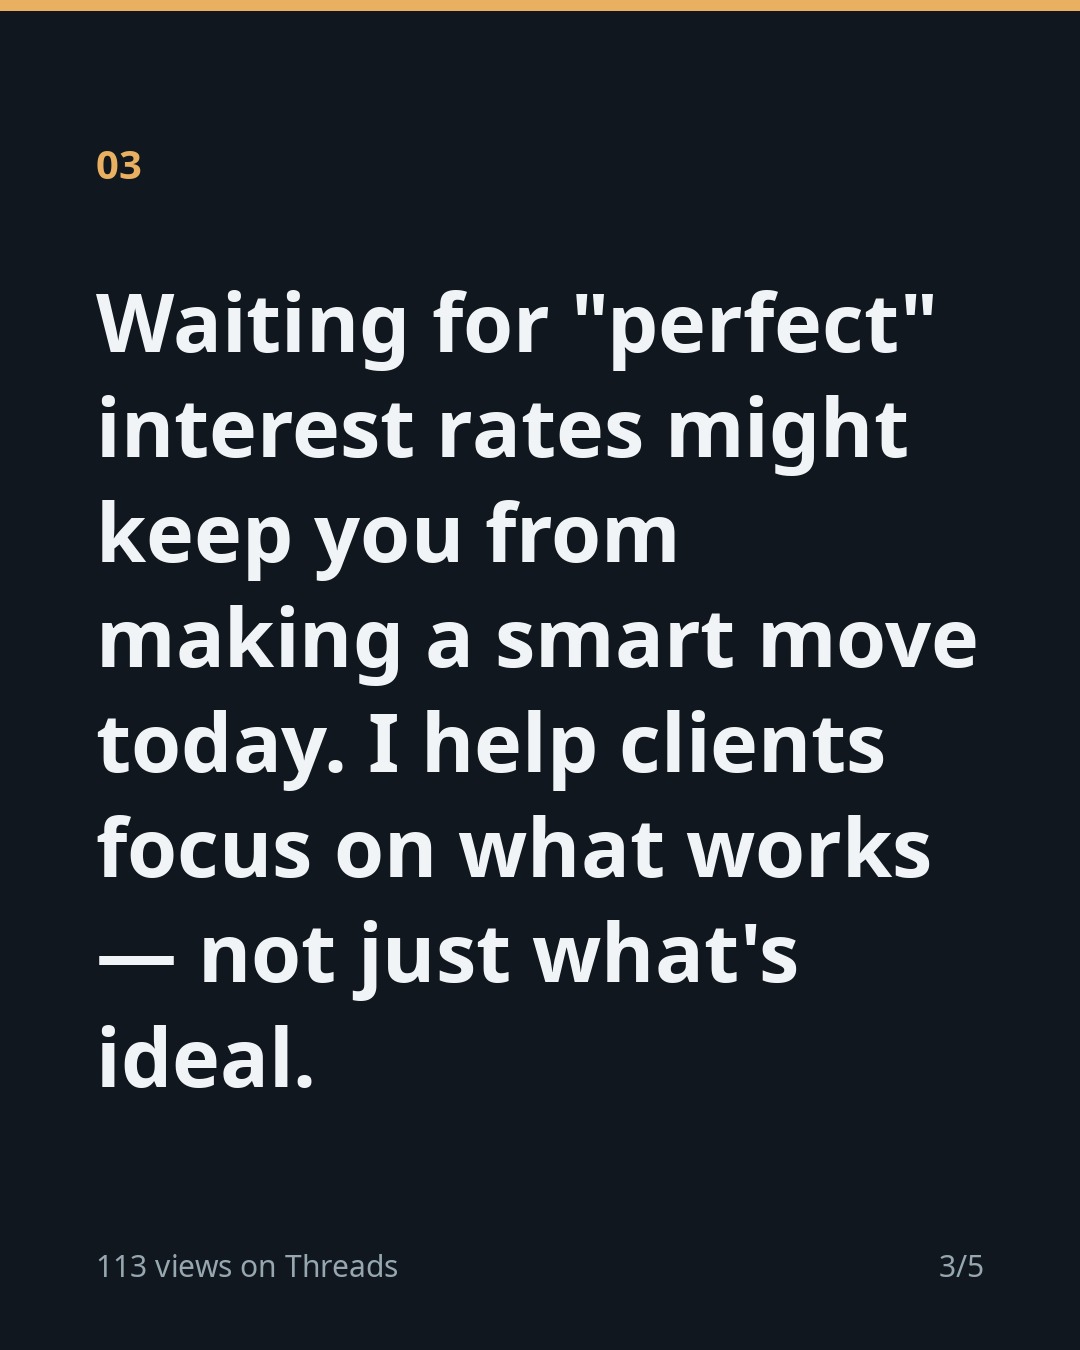 03
Waiting for "perfect"
interest rates might
keep you from
making a smart move
today. I help clients
focus on what works
— not just what's
ideal.
113 views on Threads
3/5